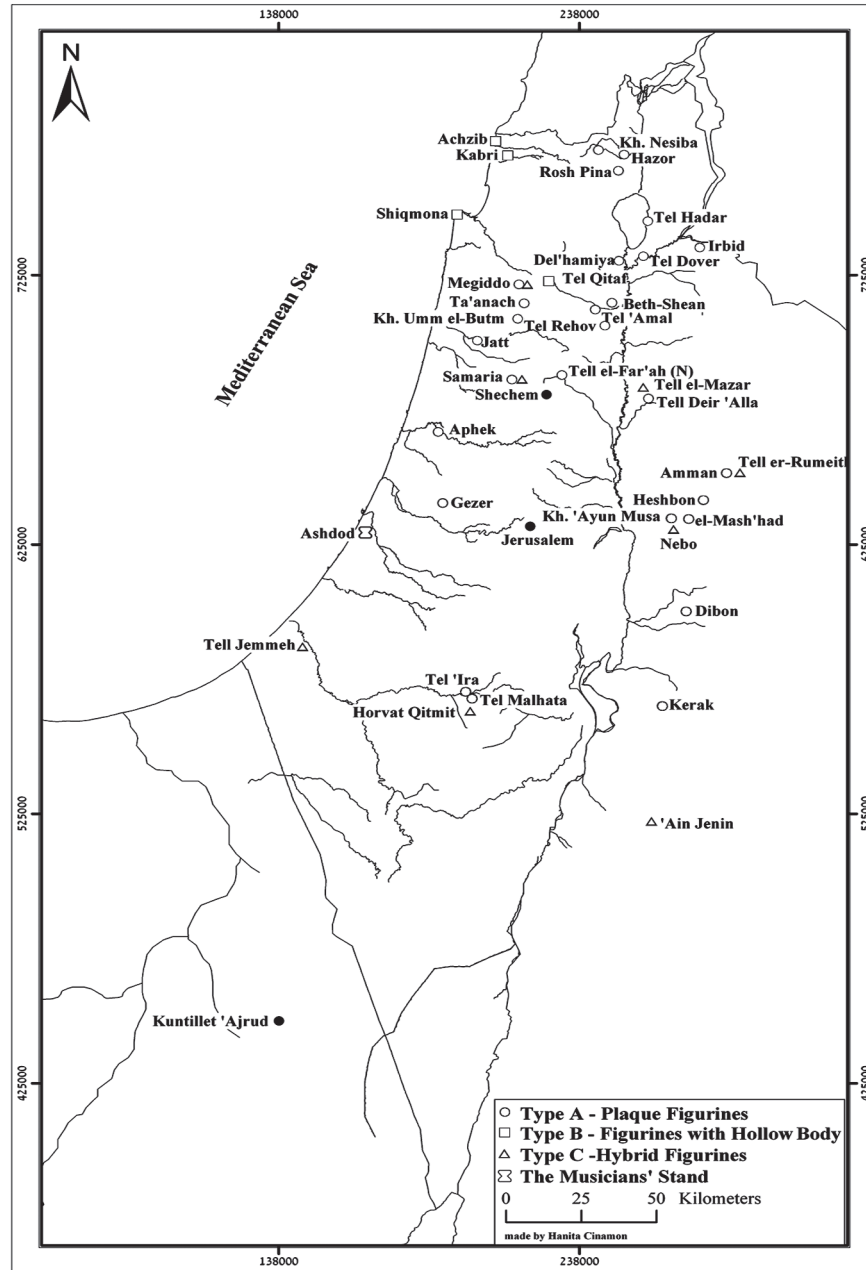 138000
238000
N
Achzib
Kabri
Kh. Nesiba
Hazor
Rosh Pina
Shiqmona
Tel Hadar
Irbid
Del'hamiya
Tel Dover
725000
725000
Megiddo
Tel Qitaf
Ta'anach
Beth-Shean
Kh. Umm el-Butm
Tel Rehov
Tel 'Amal
Jatt
Mediterranean Sea
Samaria
Tell el-Far'ah (N)
Tell el-Mazar
Shechem
Tell Deir 'Alla
Aphek
Tell er-Rumeith
Amman
Heshbon
Gezer
Kh. 'Ayun Musa
el-Mash'had
Ashdod
Jerusalem
Nebo
625000
625000
Dibon
Tell Jemmeh
Tel 'Ira
Tel Malhata
Kerak
Horvat Qitmit
525000
525000
'Ain Jenin
Kuntillet 'Ajrud
425000
425000
Type A - Plaque Figurines
Type B - Figurines with Hollow Body
Type C -Hybrid Figurines
The Musicians' Stand
0 25 50 Kilometers
made by Hanita Cinamon
138000
238000